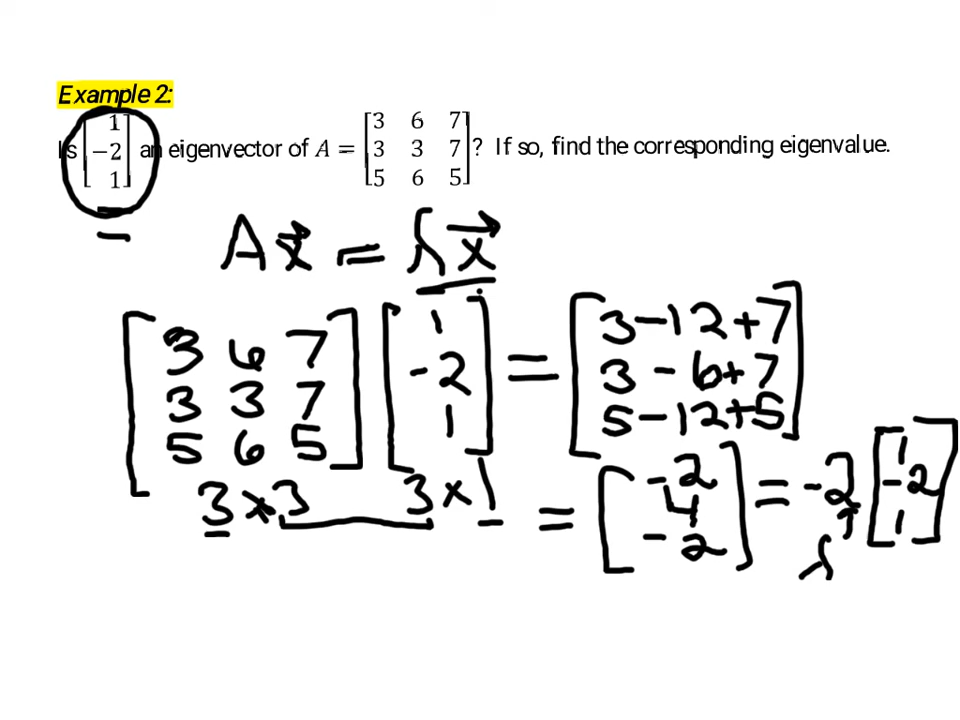 Example 2:
Is [1 -2 1] an eigenvector of A = [3 6 7; 3 3 7; 5 6 5]? If so, find the corresponding eigenvalue.
Ax⃗ = λx⃗
[3 6 7; 3 3 7; 5 6 5] [1 -2 1] = [3-12+7; 3-6+7; 5-12+5]
3×3 3×1 = [-2 4 -2] = -2 [1 -2 1]
↑
λ